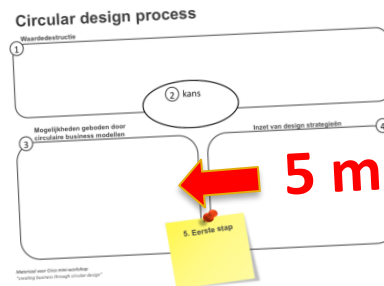 Circular design process
1
Waardedestructie
2 kans
Mogelijkheden geboden door
circulaire business modellen
3
Inzet van design strategieën
4
5 m
5. Eerste stap
Materiaal voor Circo mini-workshop
"creating business through circular design"